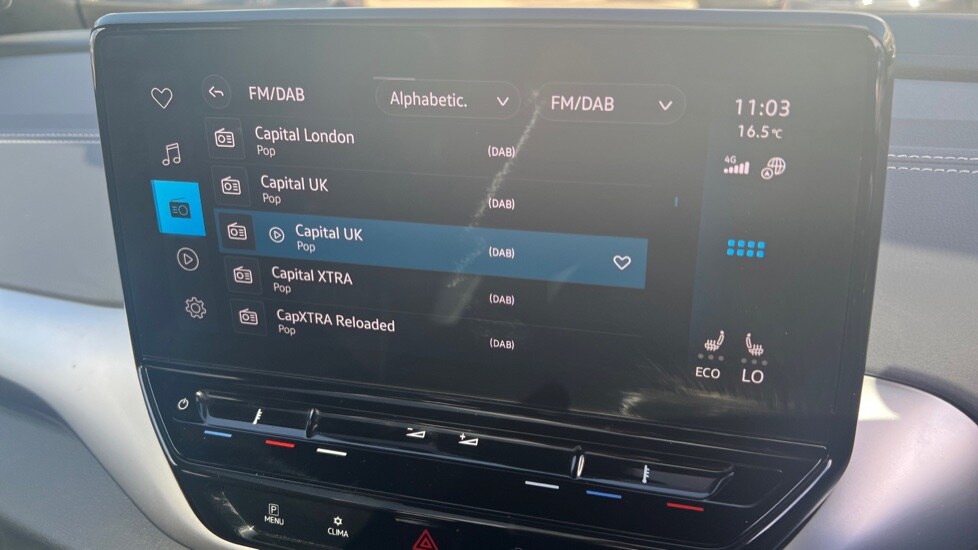 FM/DAB
Alphabetic.
FM/DAB
Capital London
Pop
(DAB)
Capital UK
Pop
(DAB)
Capital UK
Pop
(DAB)
Capital XTRA
Pop
(DAB)
CapXTRA Reloaded
Pop
(DAB)
11:03
16.5°C
4G
A
ECO
LO
P
MENU
CLIMA